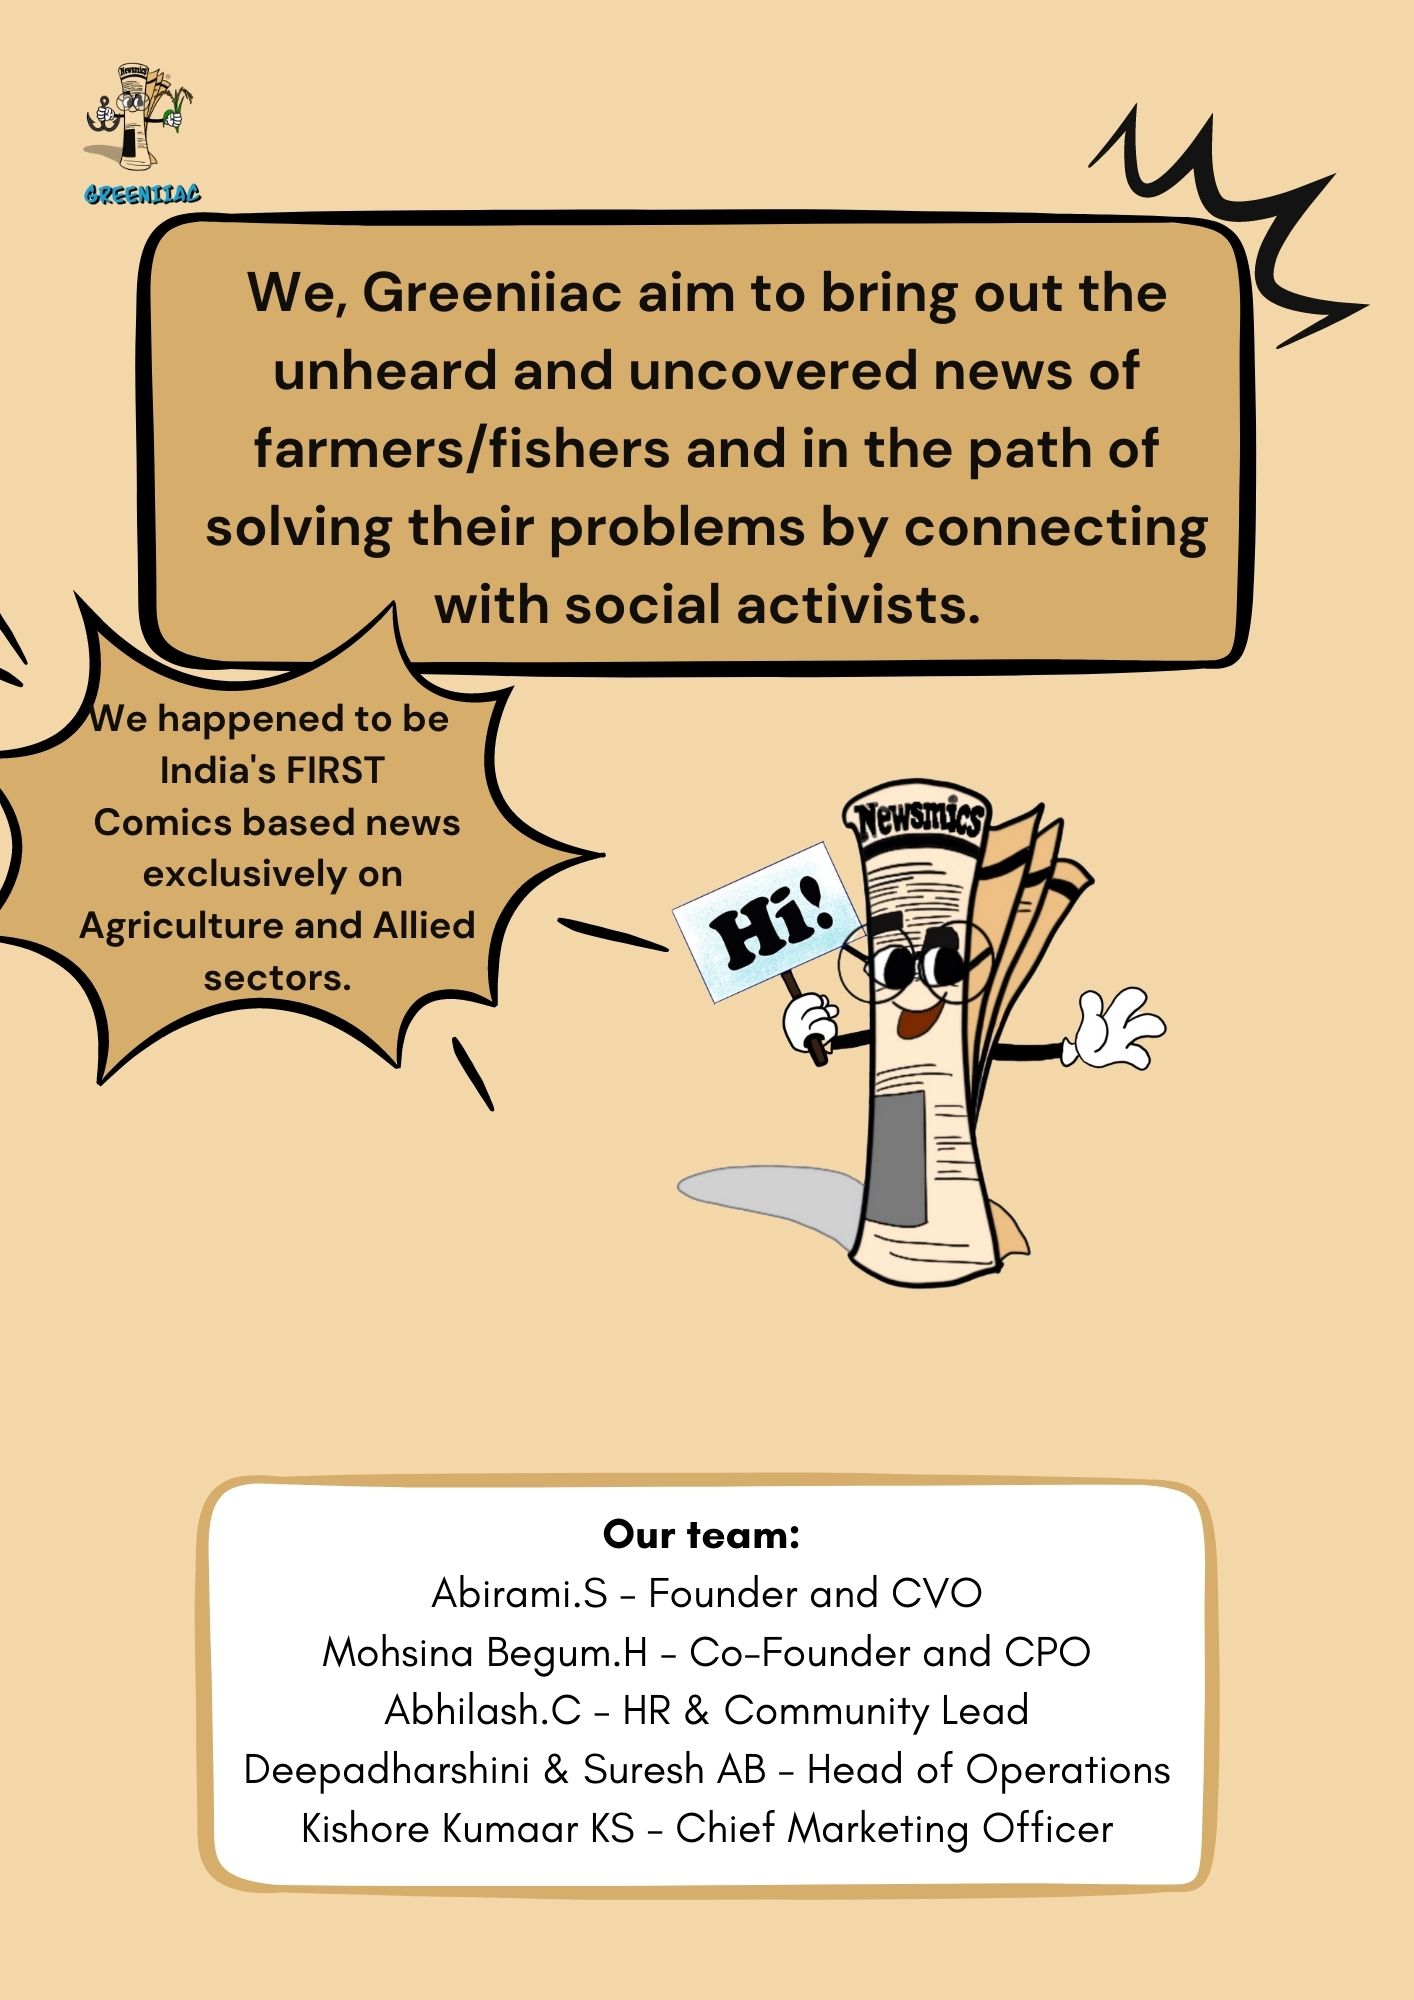 Newsmics
GREENIIAC
We, Greeniiac aim to bring out the
unheard and uncovered news of
farmers/fishers and in the path of
solving their problems by connecting
with social activists.
We happened to be
India's FIRST
Comics based news
exclusively on
Agriculture and Allied
sectors.
Newsmics
Hi!
Our team:
Abirami.S - Founder and CVO
Mohsina Begum.H - Co-Founder and CPO
Abhilash.C - HR & Community Lead
Deepadharshini & Suresh AB - Head of Operations
Kishore Kumaar KS - Chief Marketing Officer